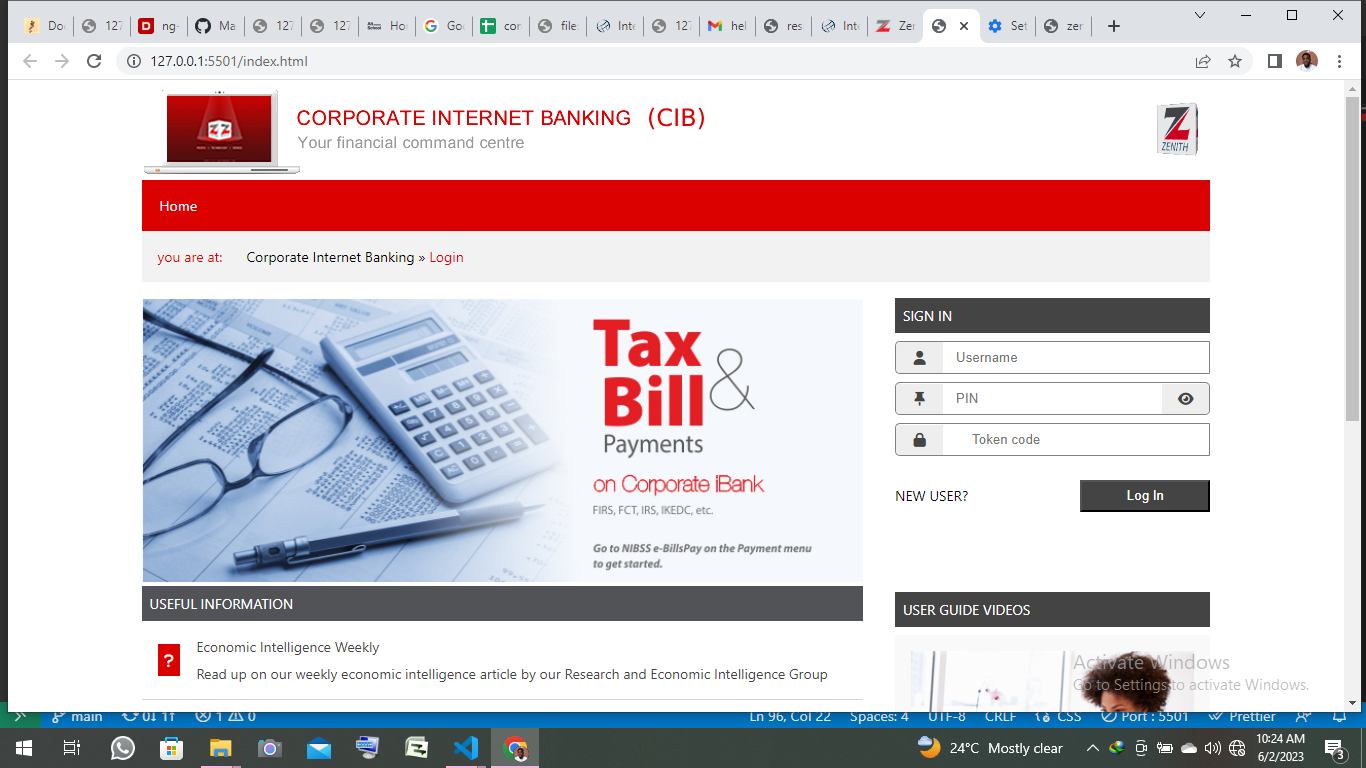 Do
127
ng-
Ma
127
127
Ho
Goo
cor
file
Inte
127
hel
res
Inte
Zer
Set
zer
127.0.0.1:5501/index.html
CORPORATE INTERNET BANKING (CIB)
Your financial command centre
ZENITH
Home
you are at: Corporate Internet Banking » Login
Tax
&
Bill
Payments
on Corporate iBank
FIRS, FCT, IRS, IKEDC, etc.
Go to NIBSS e-BillsPay on the Payment menu
to get started.
SIGN IN
Username
PIN
Token code
NEW USER?
Log In
USEFUL INFORMATION
?
Economic Intelligence Weekly
Read up on our weekly economic intelligence article by our Research and Economic Intelligence Group
USER GUIDE VIDEOS
Activate Windows
Go to Settings to activate Windows.
main 0↓ 1↑ 1 0 Ln 96, Col 22 Spaces: 4 UTF-8 CRLF CSS Port : 5501 Prettier
24°C Mostly clear
10:24 AM
6/2/2023
3